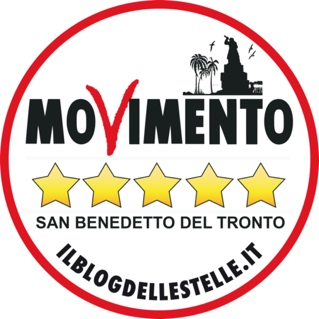 MOVIMENTO
SAN BENEDETTO DEL TRONTO
ILBLOGDELLESTELLE.IT